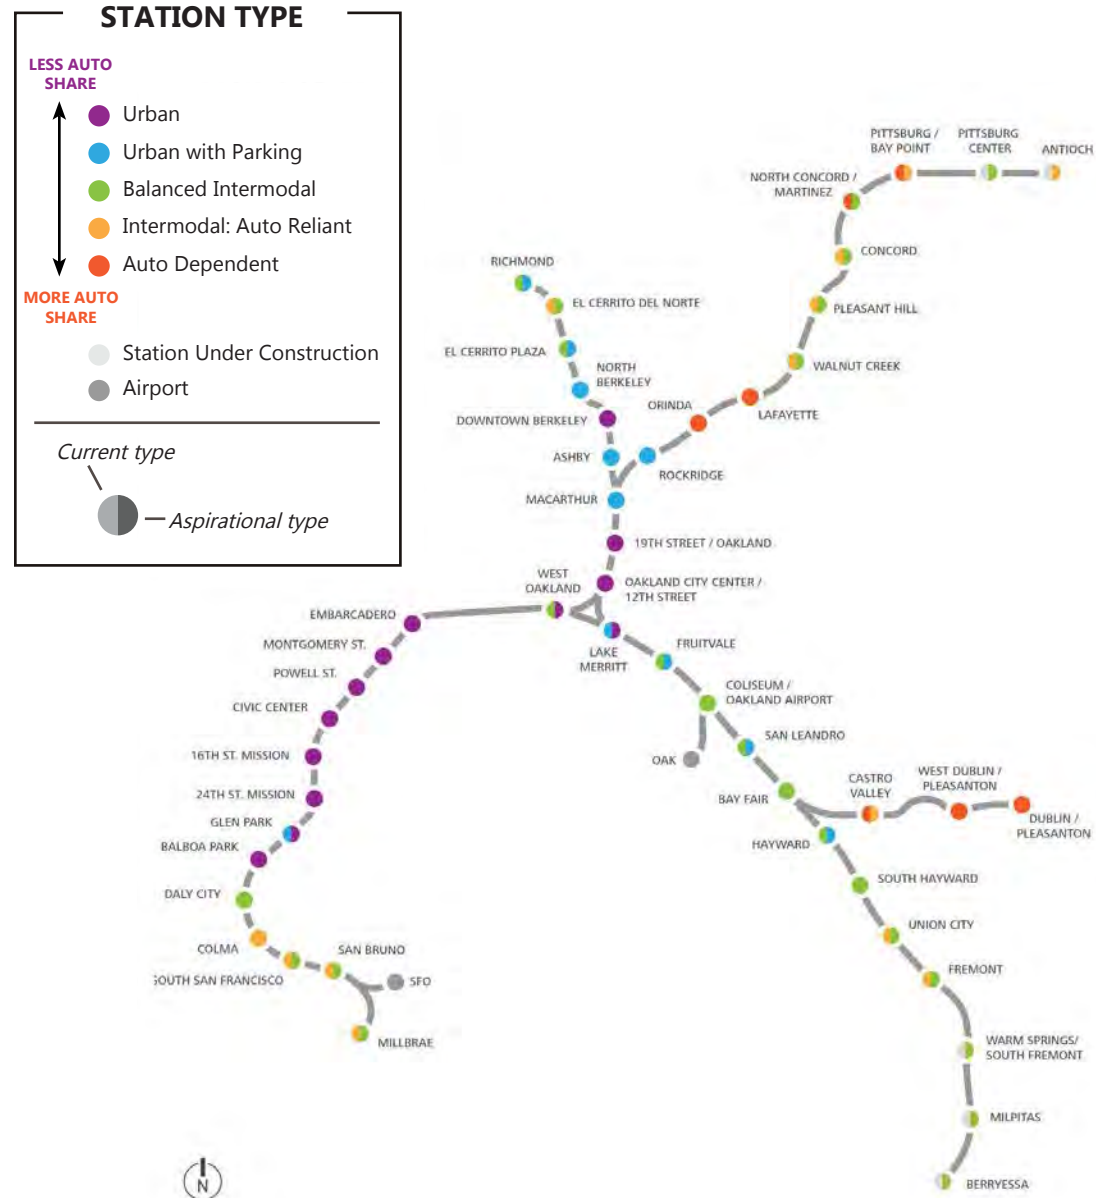 STATION TYPE
LESS AUTO
SHARE
Urban
Urban with Parking
Balanced Intermodal
Intermodal: Auto Reliant
Auto Dependent
MORE AUTO
SHARE
Station Under Construction
Airport
Current type
Aspirational type
PITTSBURG /
BAY POINT
PITTSBURG
CENTER
ANTIOCH
NORTH CONCORD /
MARTINEZ
CONCORD
RICHMOND
EL CERRITO DEL NORTE
PLEASANT HILL
EL CERRITO PLAZA
NORTH
BERKELEY
WALNUT CREEK
ORINDA
LAFAYETTE
DOWNTOWN BERKELEY
ASHBY
ROCKRIDGE
MACARTHUR
19TH STREET / OAKLAND
WEST
OAKLAND
OAKLAND CITY CENTER /
12TH STREET
EMBARCADERO
MONTGOMERY ST.
LAKE
MERRITT
FRUITVALE
POWELL ST.
COLISEUM /
OAKLAND AIRPORT
CIVIC CENTER
SAN LEANDRO
16TH ST. MISSION
OAK
24TH ST. MISSION
BAY FAIR
CASTRO
VALLEY
WEST DUBLIN /
PLEASANTON
DUBLIN /
PLEASANTON
GLEN PARK
BALBOA PARK
HAYWARD
DALY CITY
SOUTH HAYWARD
COLMA
UNION CITY
SAN BRUNO
SOUTH SAN FRANCISCO
SFO
FREMONT
MILLBRAE
WARM SPRINGS/
SOUTH FREMONT
MILPITAS
BERRYESSA
N